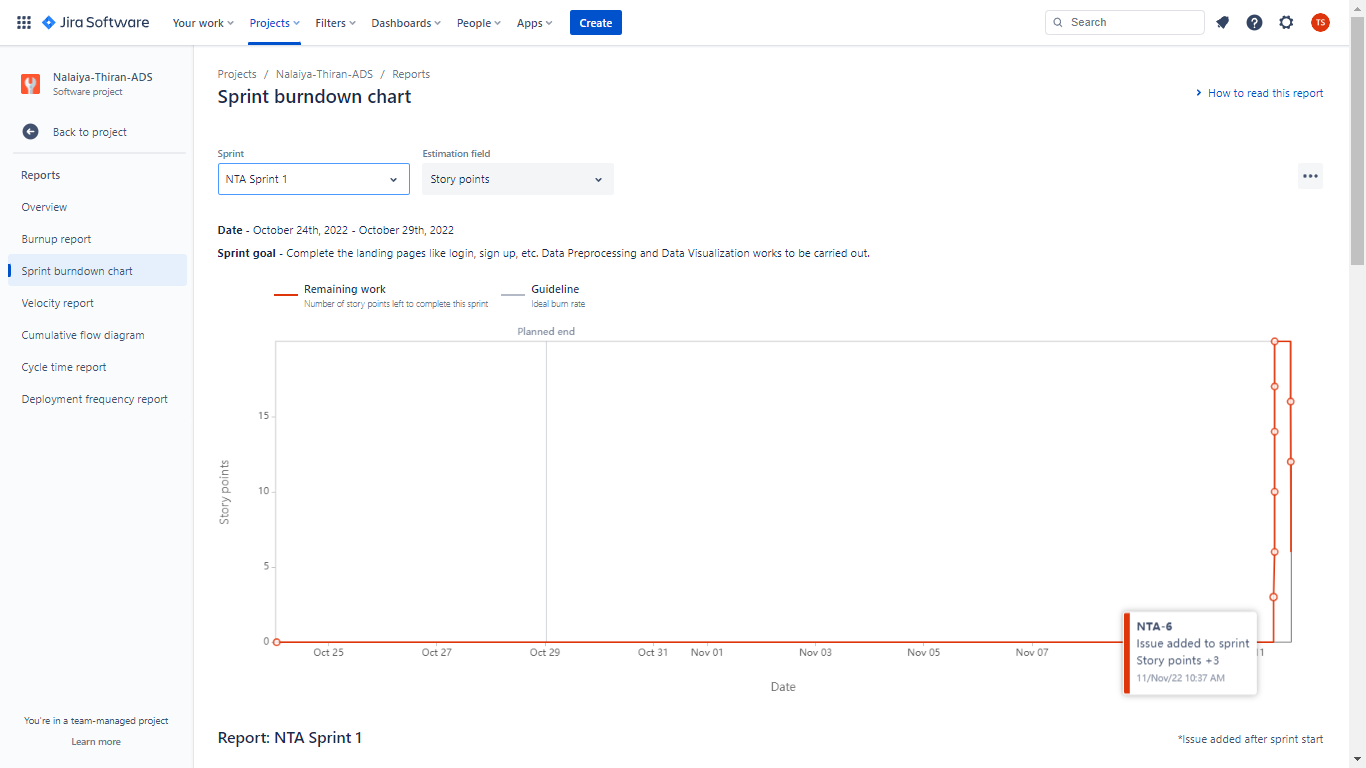 Jira Software
Your work
Projects
Filters
Dashboards
People
Apps
Create
Search
TS
Nalaiya-Thiran-ADS
Software project
Back to project
Reports
Overview
Burnup report
Sprint burndown chart
Velocity report
Cumulative flow diagram
Cycle time report
Deployment frequency report
You're in a team-managed project
Learn more
Projects / Nalaiya-Thiran-ADS / Reports
Sprint burndown chart
How to read this report
Sprint
Estimation field
NTA Sprint 1
Story points
Date - October 24th, 2022 - October 29th, 2022
Sprint goal - Complete the landing pages like login, sign up, etc. Data Preprocessing and Data Visualization works to be carried out.
Remaining work
Number of story points left to complete this sprint
Guideline
Ideal burn rate
Planned end
15
10
5
0
Story points
Oct 25
Oct 27
Oct 29
Oct 31
Nov 01
Nov 03
Nov 05
Nov 07
Date
NTA-6
Issue added to sprint
Story points +3
11/Nov/22 10:37 AM
Report: NTA Sprint 1
*Issue added after sprint start